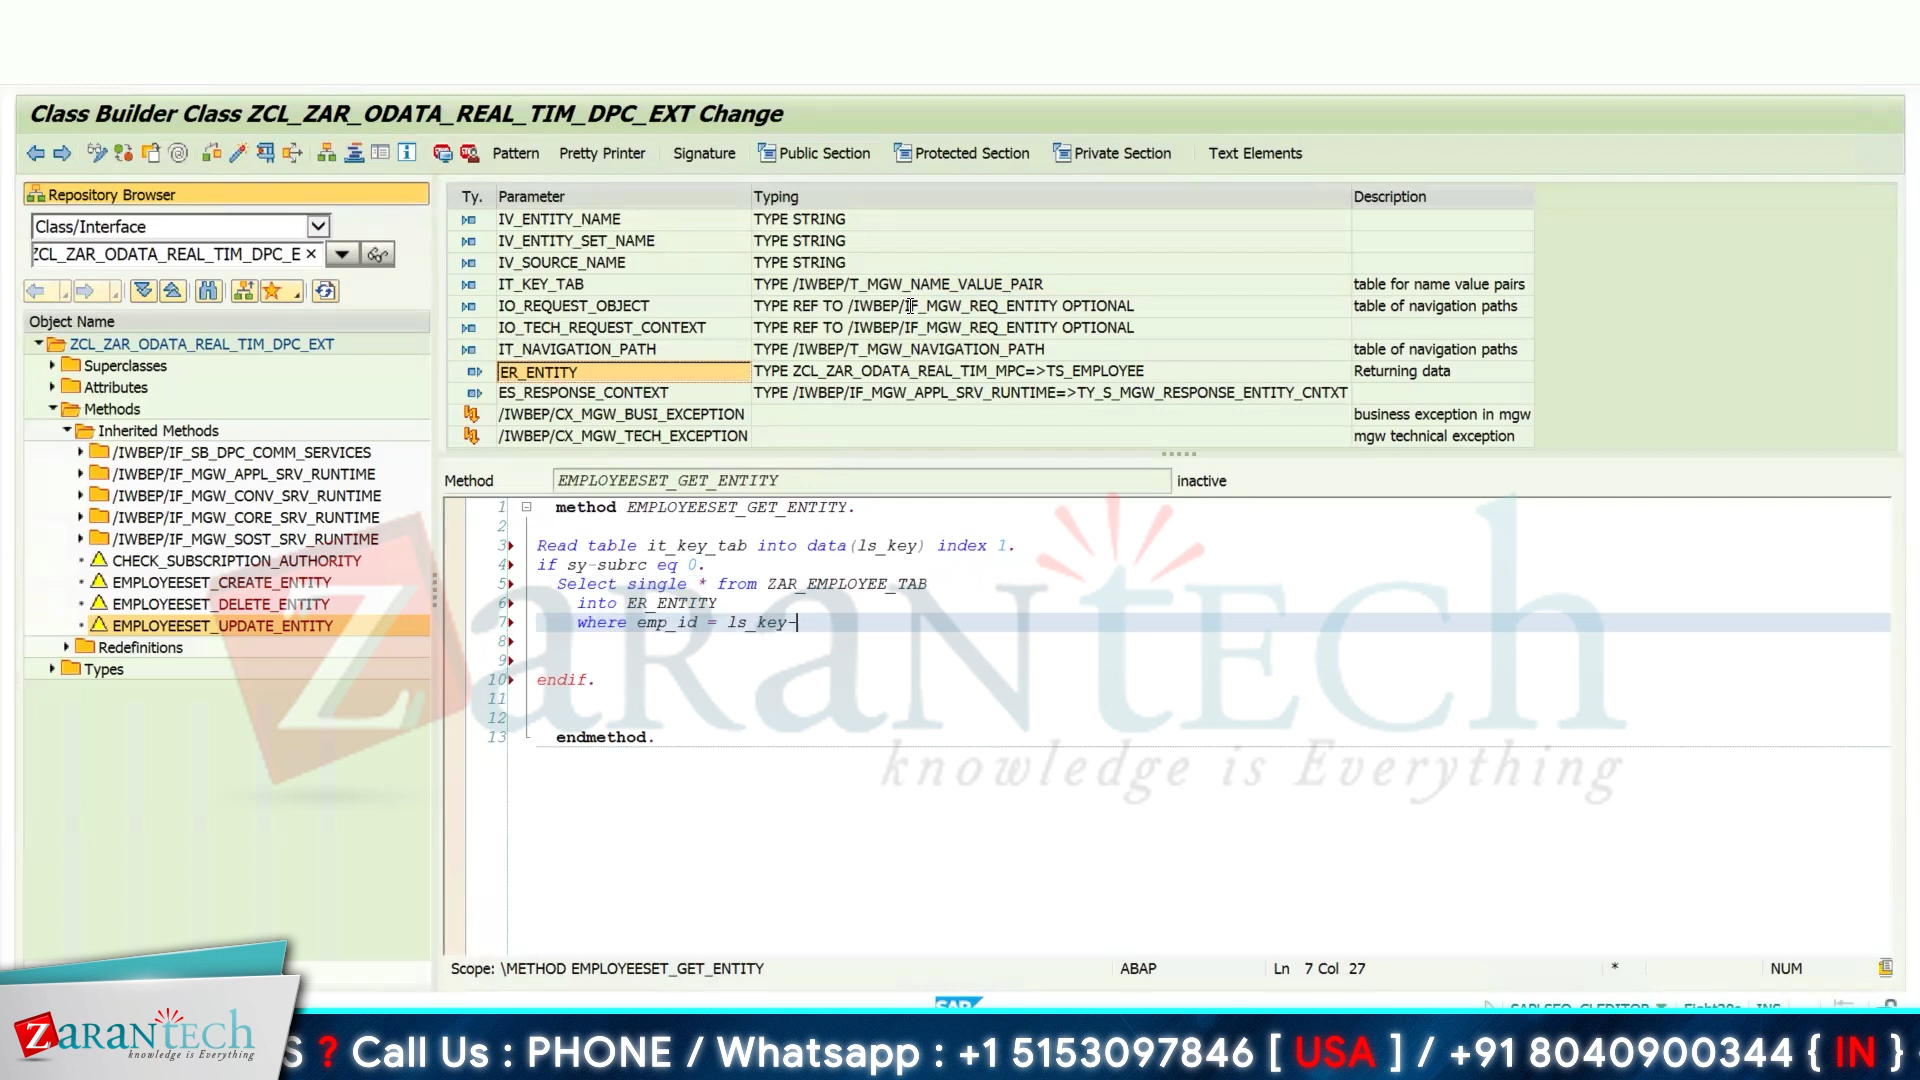 Class Builder Class ZCL_ZAR_ODATA_REAL_TIM_DPC_EXT Change
Pattern Pretty Printer Signature Public Section Protected Section Private Section Text Elements
Repository Browser
Class/Interface
ZCL_ZAR_ODATA_REAL_TIM_DPC_E
Object Name
ZCL_ZAR_ODATA_REAL_TIM_DPC_EXT
Superclasses
Attributes
Methods
Inherited Methods
/IWBEP/IF_SB_DPC_COMM_SERVICES
/IWBEP/IF_MGW_APPL_SRV_RUNTIME
/IWBEP/IF_MGW_CONV_SRV_RUNTIME
/IWBEP/IF_MGW_CORE_SRV_RUNTIME
/IWBEP/IF_MGW_SOST_SRV_RUNTIME
CHECK_SUBSCRIPTION_AUTHORITY
EMPLOYEESET_CREATE_ENTITY
EMPLOYEESET_DELETE_ENTITY
EMPLOYEESET_UPDATE_ENTITY
Redefinitions
Types
Ty. Parameter Typing Description
IV_ENTITY_NAME TYPE STRING
IV_ENTITY_SET_NAME TYPE STRING
IV_SOURCE_NAME TYPE STRING
IT_KEY_TAB TYPE /IWBEP/T_MGW_NAME_VALUE_PAIR table for name value pairs
IO_REQUEST_OBJECT TYPE REF TO /IWBEP/IF_MGW_REQ_ENTITY OPTIONAL table of navigation paths
IO_TECH_REQUEST_CONTEXT TYPE REF TO /IWBEP/IF_MGW_REQ_ENTITY OPTIONAL
IT_NAVIGATION_PATH TYPE /IWBEP/T_MGW_NAVIGATION_PATH table of navigation paths
ER_ENTITY TYPE ZCL_ZAR_ODATA_REAL_TIM_MPC=>TS_EMPLOYEE Returning data
ES_RESPONSE_CONTEXT TYPE /IWBEP/IF_MGW_APPL_SRV_RUNTIME=>TY_S_MGW_RESPONSE_ENTITY_CNTXT
/IWBEP/CX_MGW_BUSI_EXCEPTION business exception in mgw
/IWBEP/CX_MGW_TECH_EXCEPTION mgw technical exception
Method EMPLOYEESET_GET_ENTITY inactive
1 method EMPLOYEESET_GET_ENTITY.
2
3 Read table it_key_tab into data(ls_key) index 1.
4 if sy-subrc eq 0.
5 Select single * from ZAR_EMPLOYEE_TAB
6 into ER_ENTITY
7 where emp_id = ls_key-
8
9
10 endif.
11
12
13 endmethod.
ZaranTech
knowledge is Everything
Scope: \METHOD EMPLOYEESET_GET_ENTITY ABAP Ln 7 Col 27 * NUM
SAP
ZaranTech
knowledge is Everything
S ? Call Us : PHONE / Whatsapp : +1 5153097846 [ USA ] / +91 8040900344 { IN }